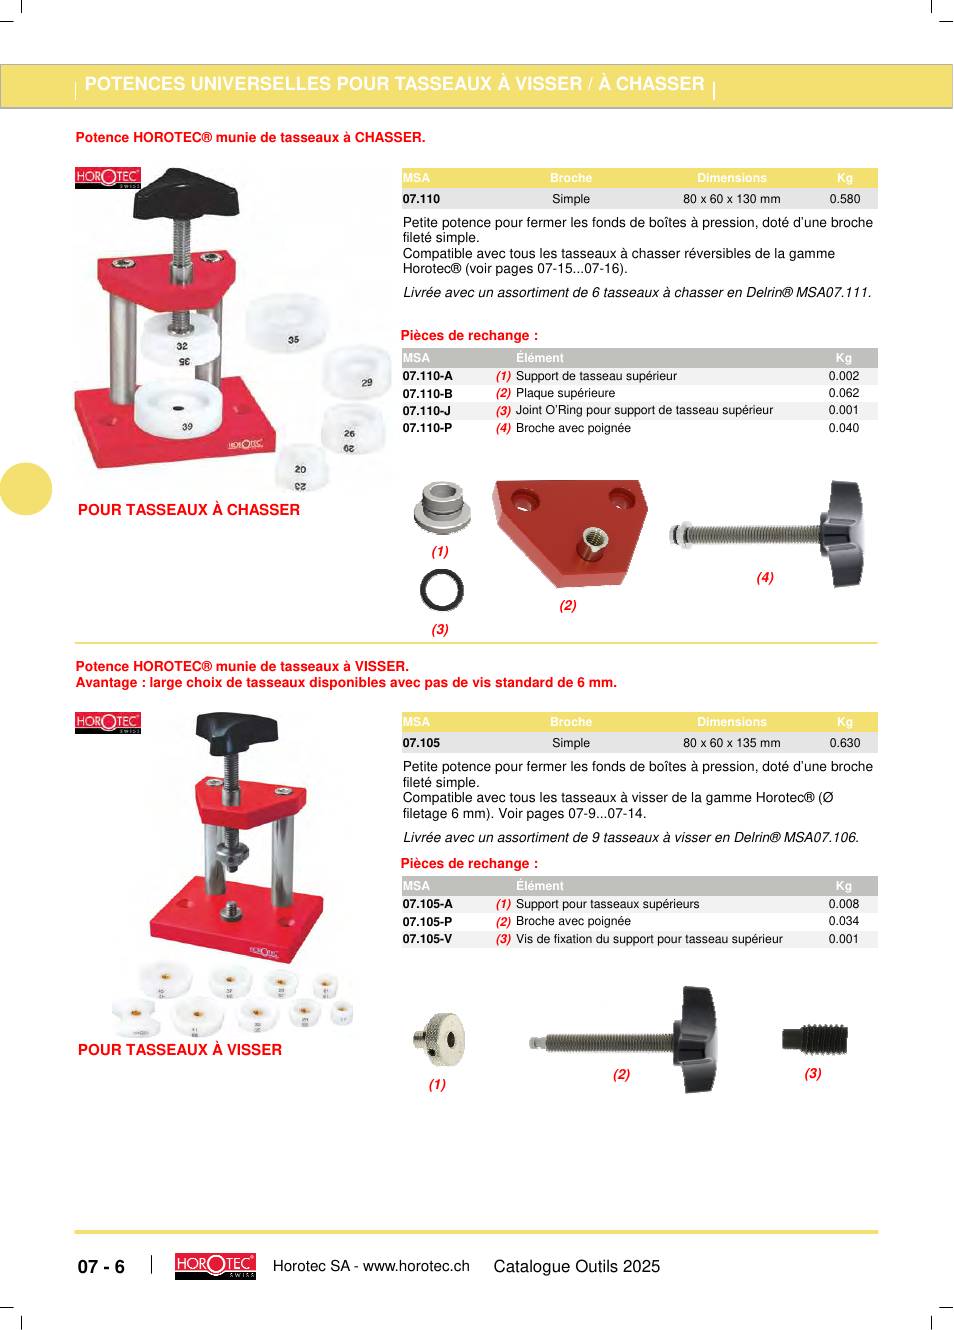 POTENCES UNIVERSELLES POUR TASSEAUX À VISSER / À CHASSER
Potence HOROTEC® munie de tasseaux à CHASSER.
HOROTEC®
SWISS
32
35
35
29
39
26
29
20
23
HOROTEC
POUR TASSEAUX À CHASSER
MSA Broche Dimensions Kg
07.110 Simple 80 x 60 x 130 mm 0.580
Petite potence pour fermer les fonds de boîtes à pression, doté d’une broche
fileté simple.
Compatible avec tous les tasseaux à chasser réversibles de la gamme
Horotec® (voir pages 07-15...07-16).
Livrée avec un assortiment de 6 tasseaux à chasser en Delrin® MSA07.111.
Pièces de rechange :
MSA Élément Kg
07.110-A (1) Support de tasseau supérieur 0.002
07.110-B (2) Plaque supérieure 0.062
07.110-J (3) Joint O’Ring pour support de tasseau supérieur 0.001
07.110-P (4) Broche avec poignée 0.040
(1)
(2)
(3)
(4)
Potence HOROTEC® munie de tasseaux à VISSER.
Avantage : large choix de tasseaux disponibles avec pas de vis standard de 6 mm.
HOROTEC®
SWISS
HOROTEC
POUR TASSEAUX À VISSER
MSA Broche Dimensions Kg
07.105 Simple 80 x 60 x 135 mm 0.630
Petite potence pour fermer les fonds de boîtes à pression, doté d’une broche
fileté simple.
Compatible avec tous les tasseaux à visser de la gamme Horotec® (Ø
filetage 6 mm). Voir pages 07-9...07-14.
Livrée avec un assortiment de 9 tasseaux à visser en Delrin® MSA07.106.
Pièces de rechange :
MSA Élément Kg
07.105-A (1) Support pour tasseaux supérieurs 0.008
07.105-P (2) Broche avec poignée 0.034
07.105-V (3) Vis de fixation du support pour tasseau supérieur 0.001
(1)
(2)
(3)
07 - 6
HOROTEC®
SWISS
Horotec SA - www.horotec.ch Catalogue Outils 2025